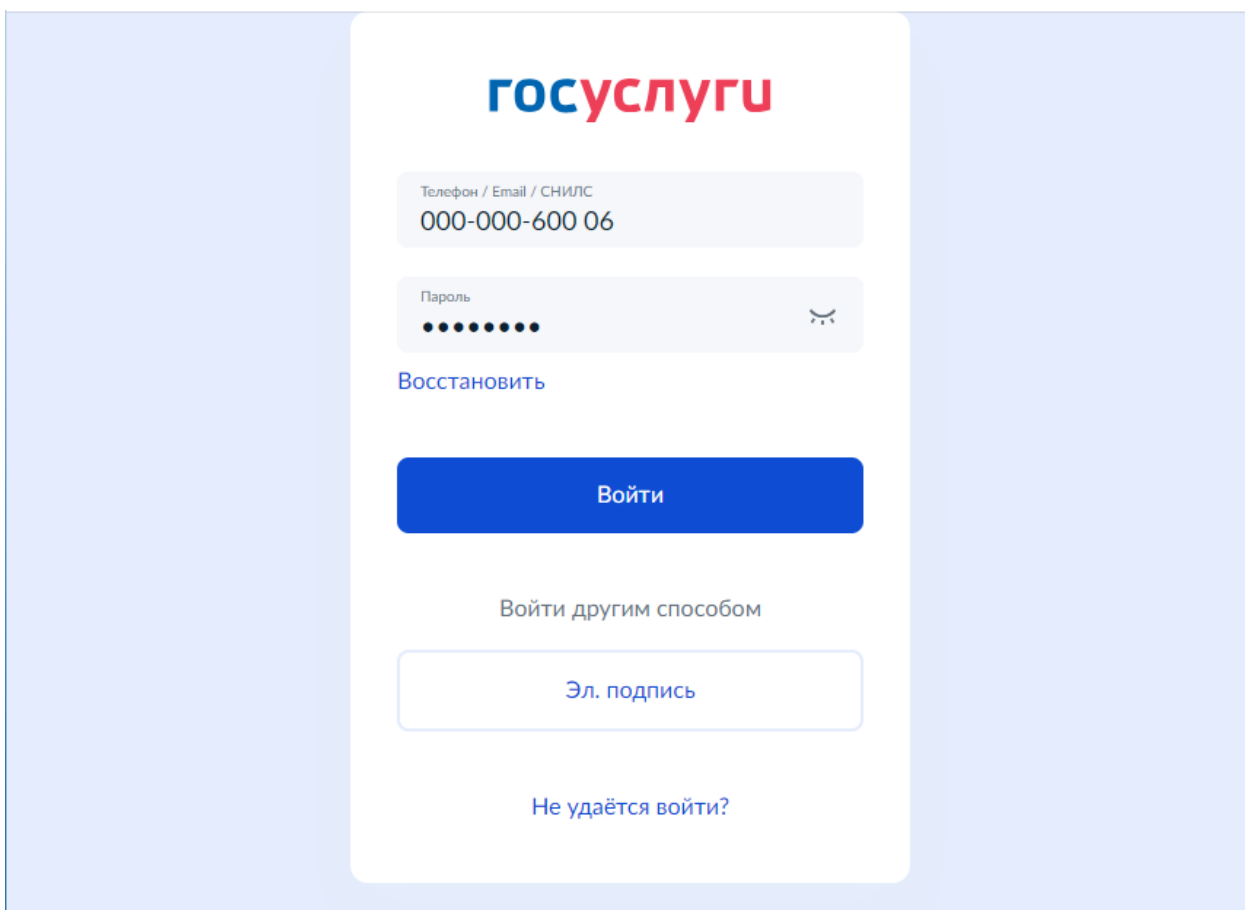 госуслуги
Телефон / Email / СНИЛС
000-000-600 06
Пароль
••••••••
Восстановить
Войти
Войти другим способом
Эл. подпись
Не удаётся войти?